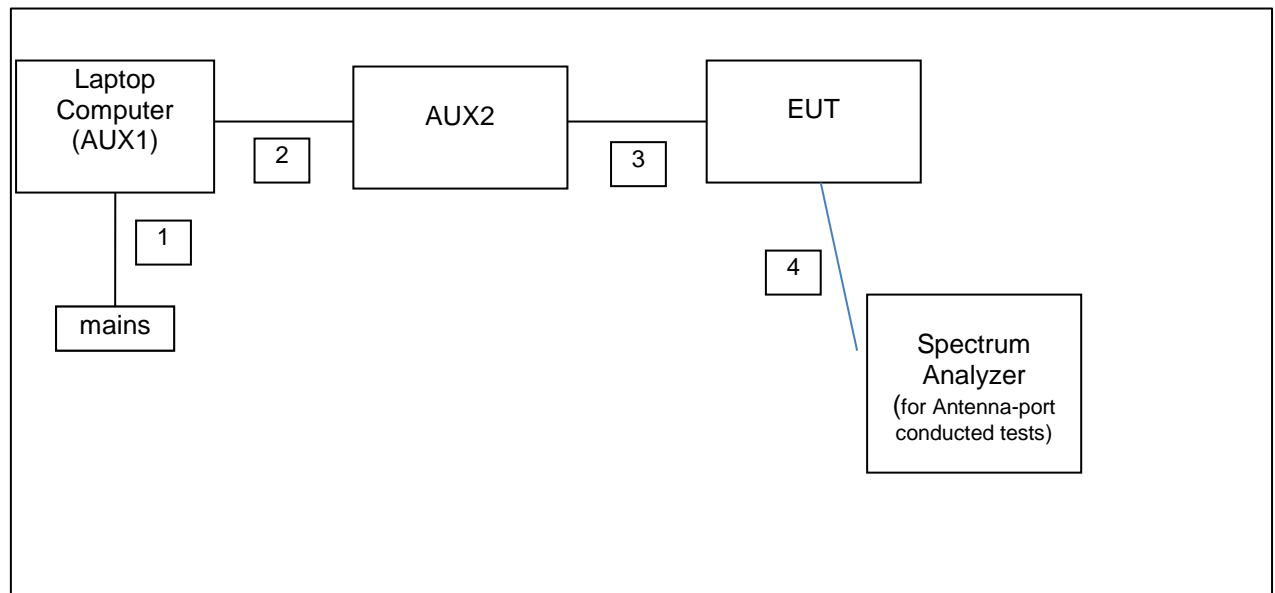 Laptop
Computer
(AUX1)
AUX2
EUT
2
3
1
4
mains
Spectrum
Analyzer
(for Antenna-port
conducted tests)